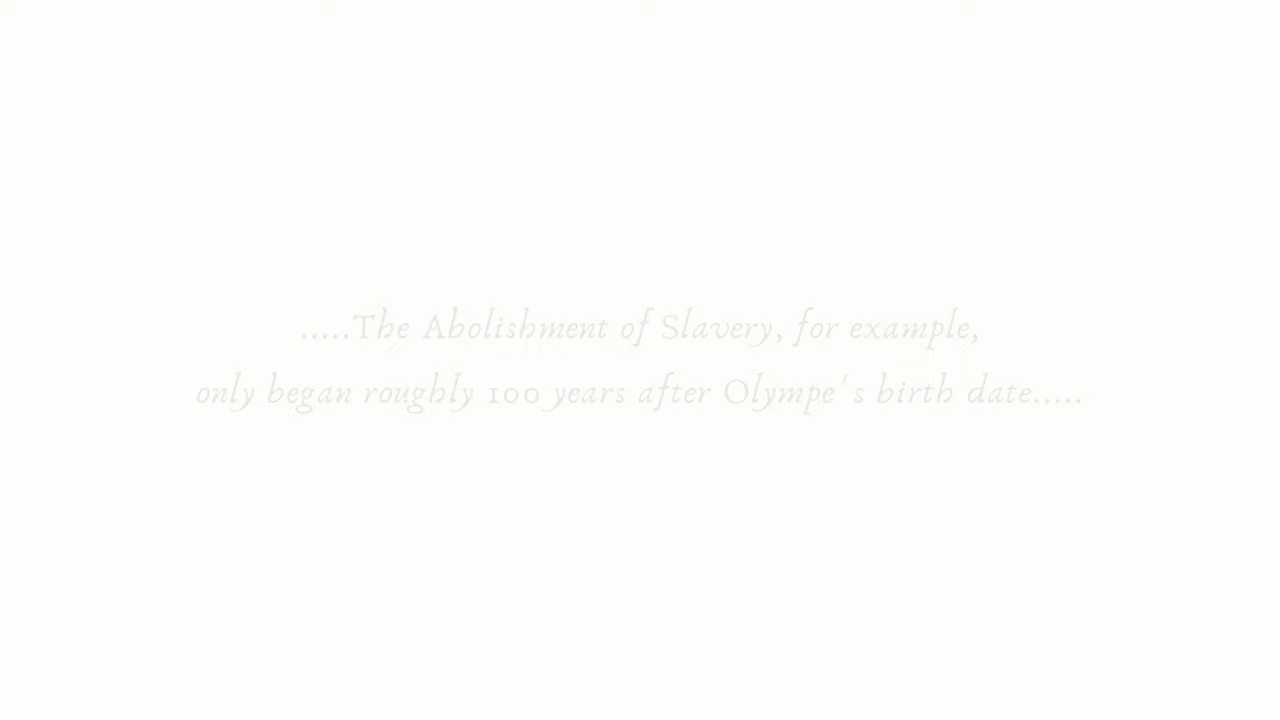 .....The Abolishment of Slavery, for example,
only began roughly 100 years after Olympe's birth date.....